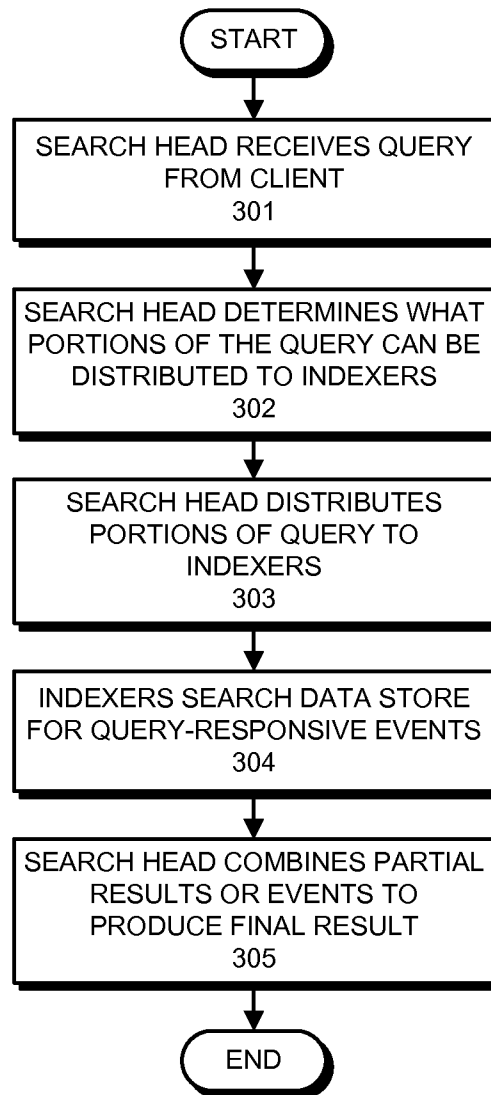 START
SEARCH HEAD RECEIVES QUERY
FROM CLIENT
301
SEARCH HEAD DETERMINES WHAT
PORTIONS OF THE QUERY CAN BE
DISTRIBUTED TO INDEXERS
302
SEARCH HEAD DISTRIBUTES
PORTIONS OF QUERY TO
INDEXERS
303
INDEXERS SEARCH DATA STORE
FOR QUERY-RESPONSIVE EVENTS
304
SEARCH HEAD COMBINES PARTIAL
RESULTS OR EVENTS TO
PRODUCE FINAL RESULT
305
END